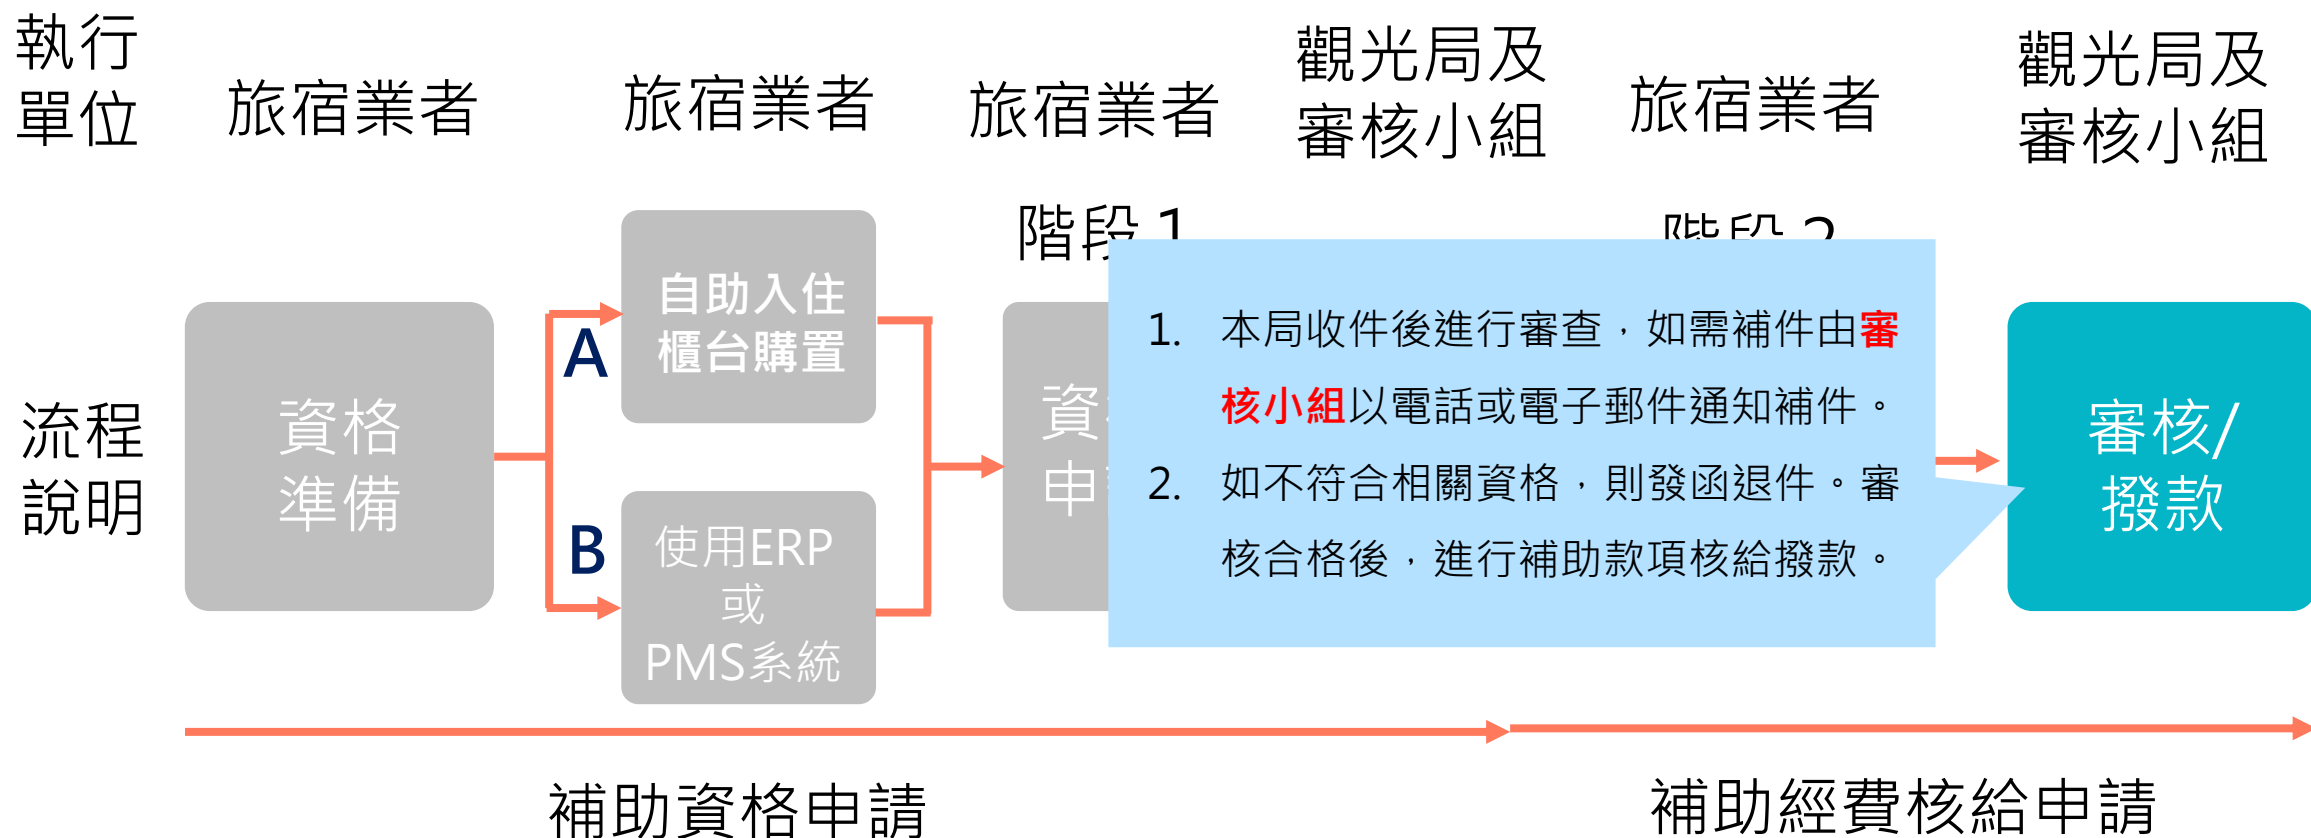 執行
單位
旅宿業者
旅宿業者
旅宿業者
觀光局及
審核小組
旅宿業者
觀光局及
審核小組
階段1
階段2
流程
說明
資格
準備
A
自助入住
櫃台購置
B
使用ERP
或
PMS系統
資
申
1. 本局收件後進行審查，如需補件由審
核小組以電話或電子郵件通知補件。
2. 如不符合相關資格，則發函退件。審
核合格後，進行補助款項核給撥款。
審核/
撥款
補助資格申請
補助經費核給申請